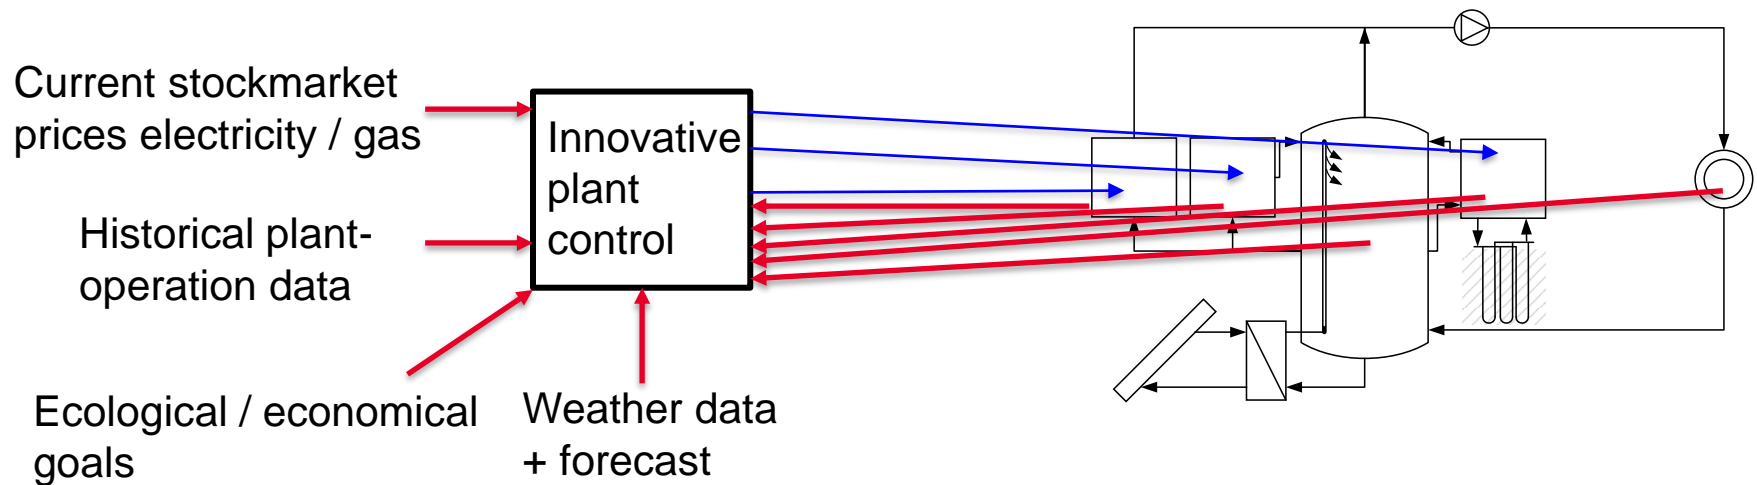 Current stockmarket
prices electricity / gas
Innovative
plant
control
Historical plant-
operation data
Ecological / economical
goals
Weather data
+ forecast